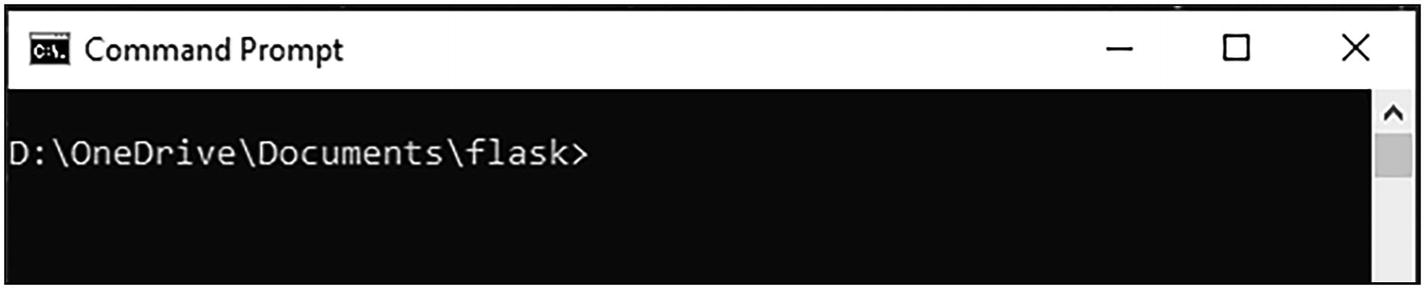 C:\.
Command Prompt
D:\OneDrive\Documents\flask>